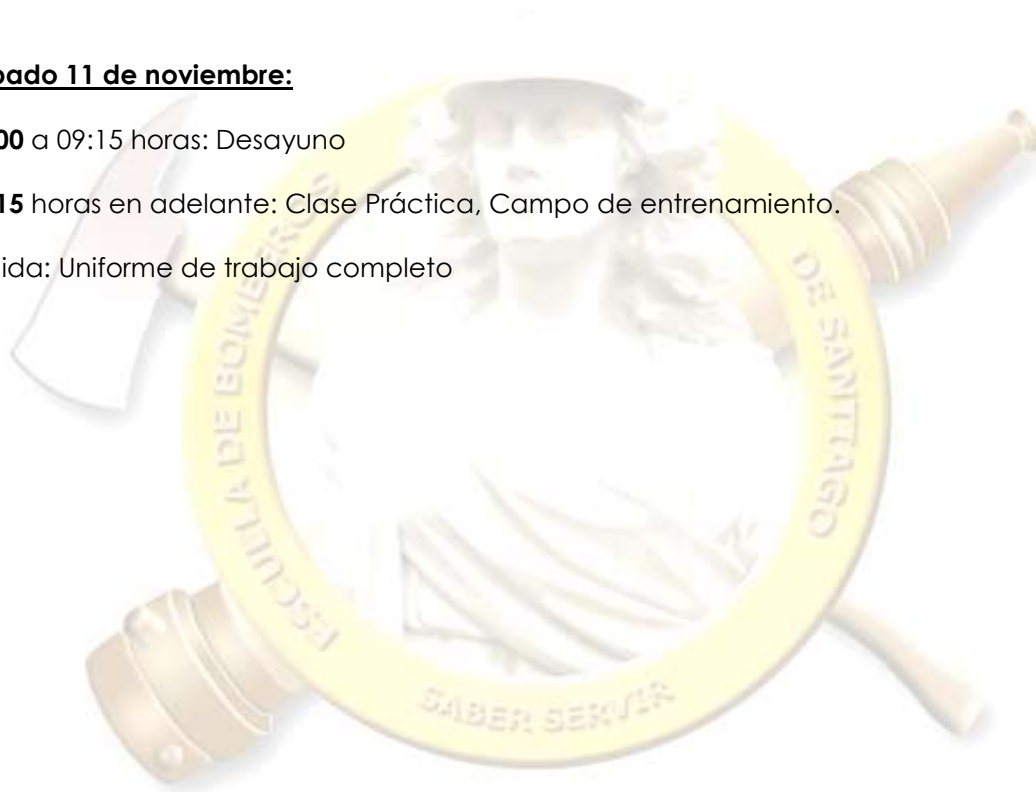 bado 11 de noviembre:
00 a 09:15 horas: Desayuno
15 horas en adelante: Clase Práctica, Campo de entrenamiento.
ida: Uniforme de trabajo completo
ESCUELA DE BOMBEROS
DE SANTIAGO
SABER SERVIR